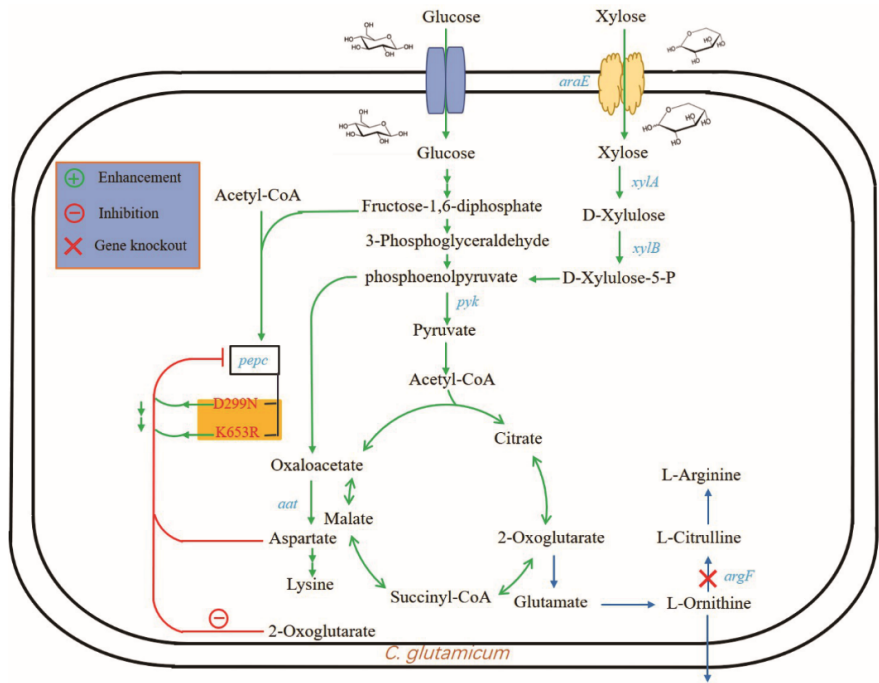 Glucose
Xylose
araE
Glucose
Xylose
Enhancement
Inhibition
Gene knockout
Acetyl-CoA
Fructose-1,6-diphosphate
3-Phosphoglyceraldehyde
phosphoenolpyruvate
pyk
Pyruvate
Acetyl-CoA
xylA
D-Xylulose
xylB
D-Xylulose-5-P
pepc
D299N
K653R
Oxaloacetate
Citrate
aat
Malate
Aspartate
Lysine
2-Oxoglutarate
Succinyl-CoA
Glutamate
L-Arginine
L-Citrulline
argF
L-Ornithine
2-Oxoglutarate
C. glutamicum